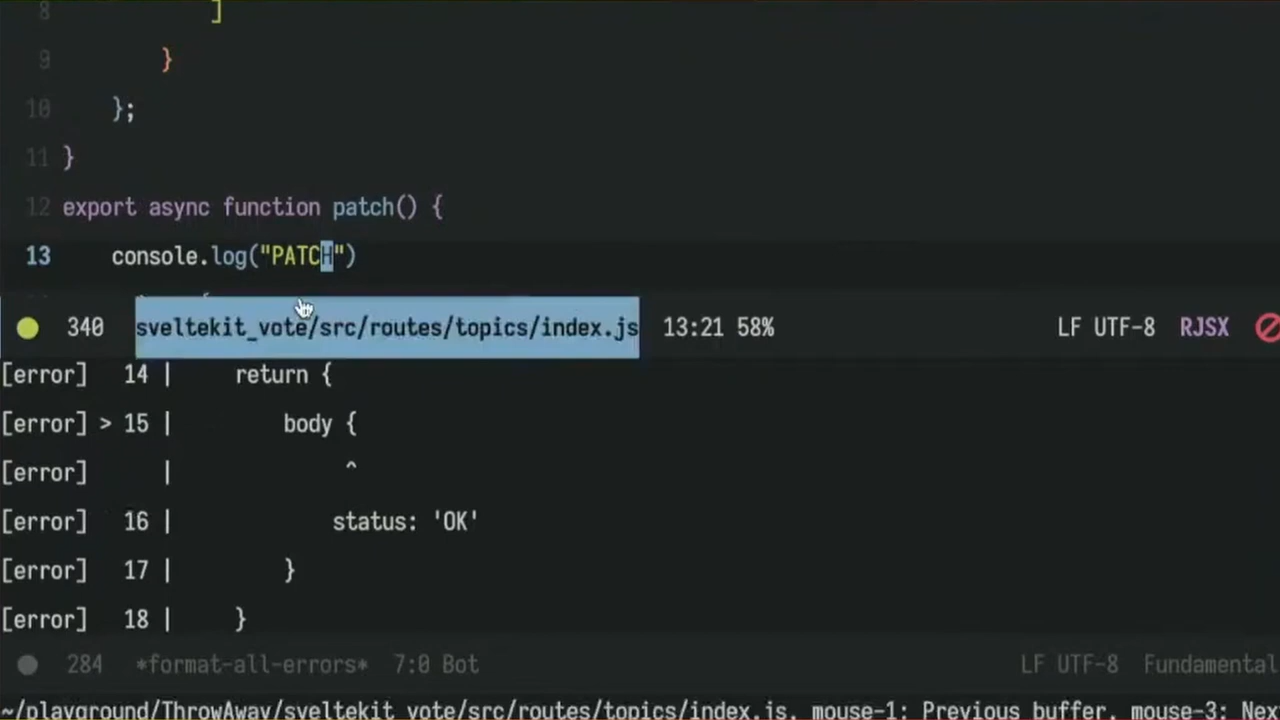 8 ]
9 }
10 };
11 }
12 export async function patch() {
13 console.log("PATCH")
340 sveltekit_vote/src/routes/topics/index.js 13:21 58% LF UTF-8 RJSX
[error] 14 | return {
[error] > 15 | body {
[error] | ^
[error] 16 | status: 'OK'
[error] 17 | }
[error] 18 | }
284 *format-all-errors* 7:0 Bot LF UTF-8 Fundamental
~/playground/ThrowAway/sveltekit_vote/src/routes/topics/index.js, mouse-1: Previous buffer, mouse-3: Nex